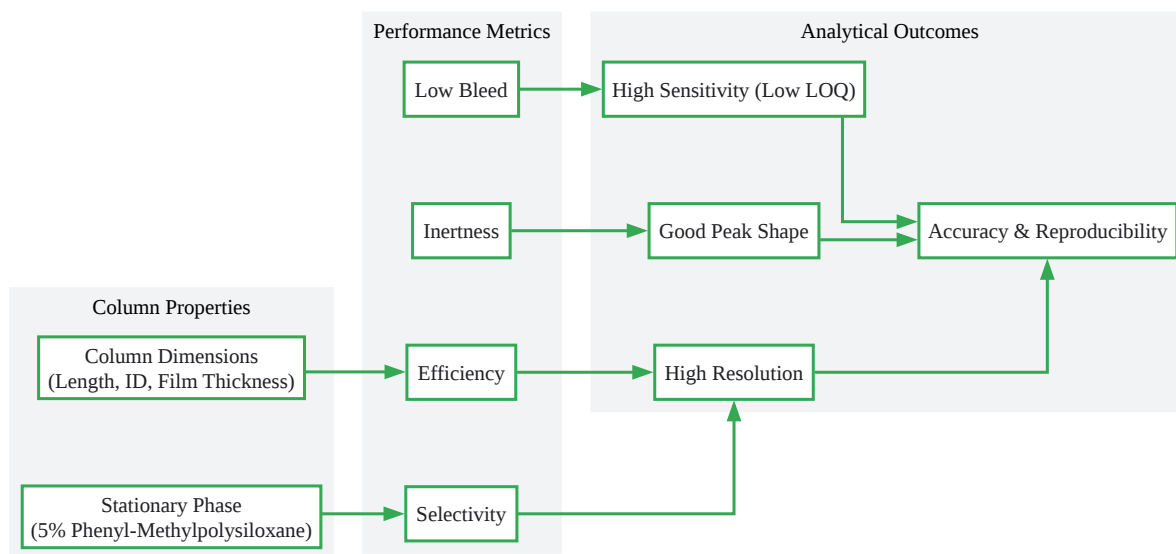 Performance Metrics
Analytical Outcomes
Low Bleed
High Sensitivity (Low LOQ)
Inertness
Good Peak Shape
Accuracy & Reproducibility
Column Properties
Column Dimensions
(Length, ID, Film Thickness)
Efficiency
High Resolution
Stationary Phase
(5% Phenyl-Methylpolysiloxane)
Selectivity